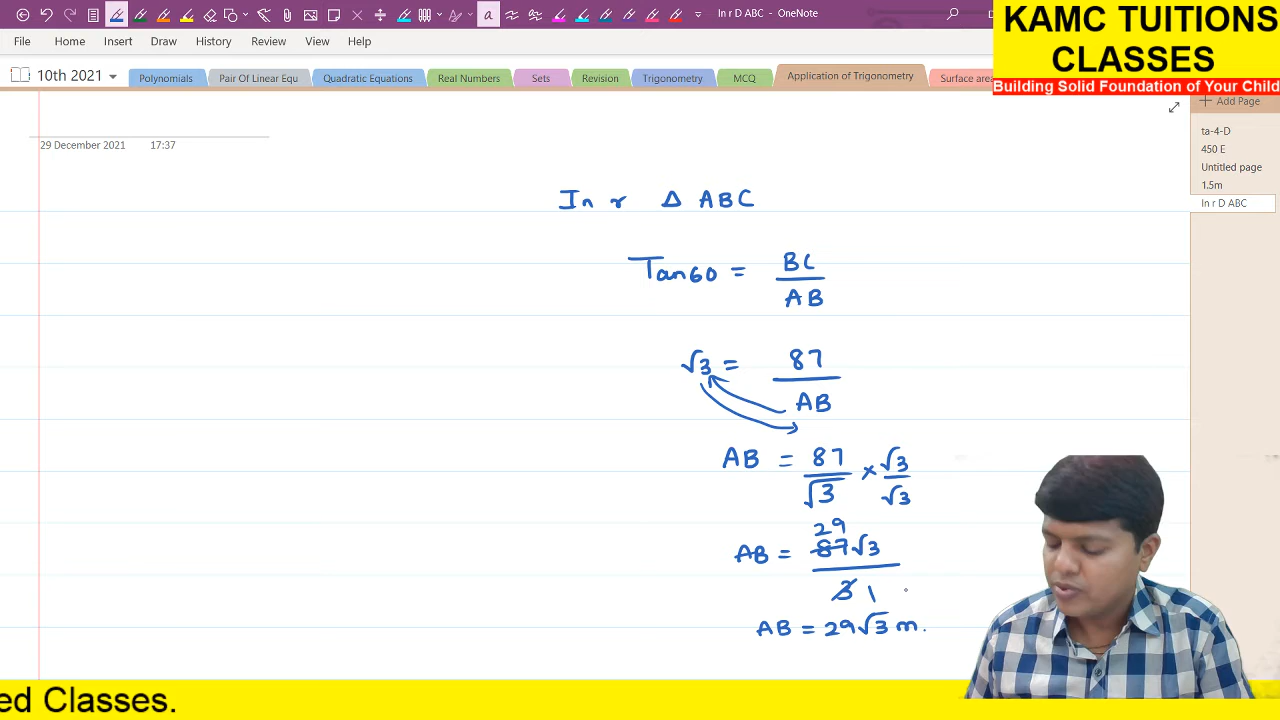 In r D ABC - OneNote
KAMC TUITIONS
CLASSES
Building Solid Foundation of Your Child
File Home Insert Draw History Review View Help
10th 2021
Polynomials
Pair Of Linear Equ
Quadratic Equations
Real Numbers
Sets
Revision
Trigonometry
MCQ
Application of Trigonometry
Surface area
Add Page
ta-4-D
450 E
Untitled page
1.5m
In r D ABC
29 December 2021 17:37
In r Δ ABC
Tan60 = BC
AB
√3 = 87
AB
AB = 87 × √3
√3 √3
29
AB = 87√3
3 1
AB = 29√3 m.
ed Classes.